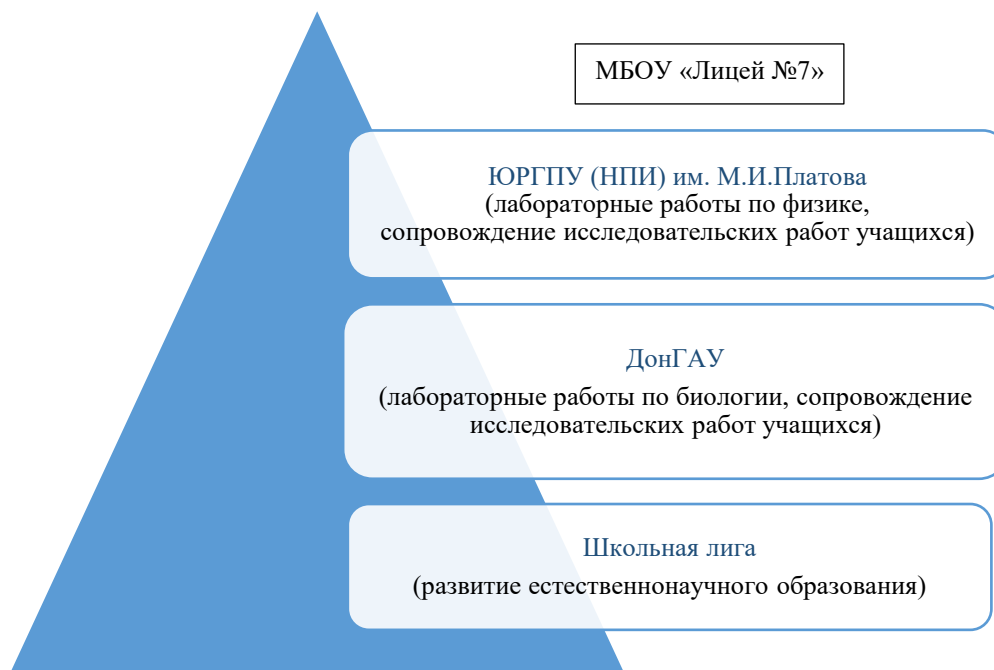 МБОУ «Лицей №7»
ЮРГПУ (НПИ) им. М.И.Платова
(лабораторные работы по физике,
сопровождение исследовательских работ учащихся)
ДонГАУ
(лабораторные работы по биологии, сопровождение
исследовательских работ учащихся)
Школьная лига
(развитие естественнонаучного образования)